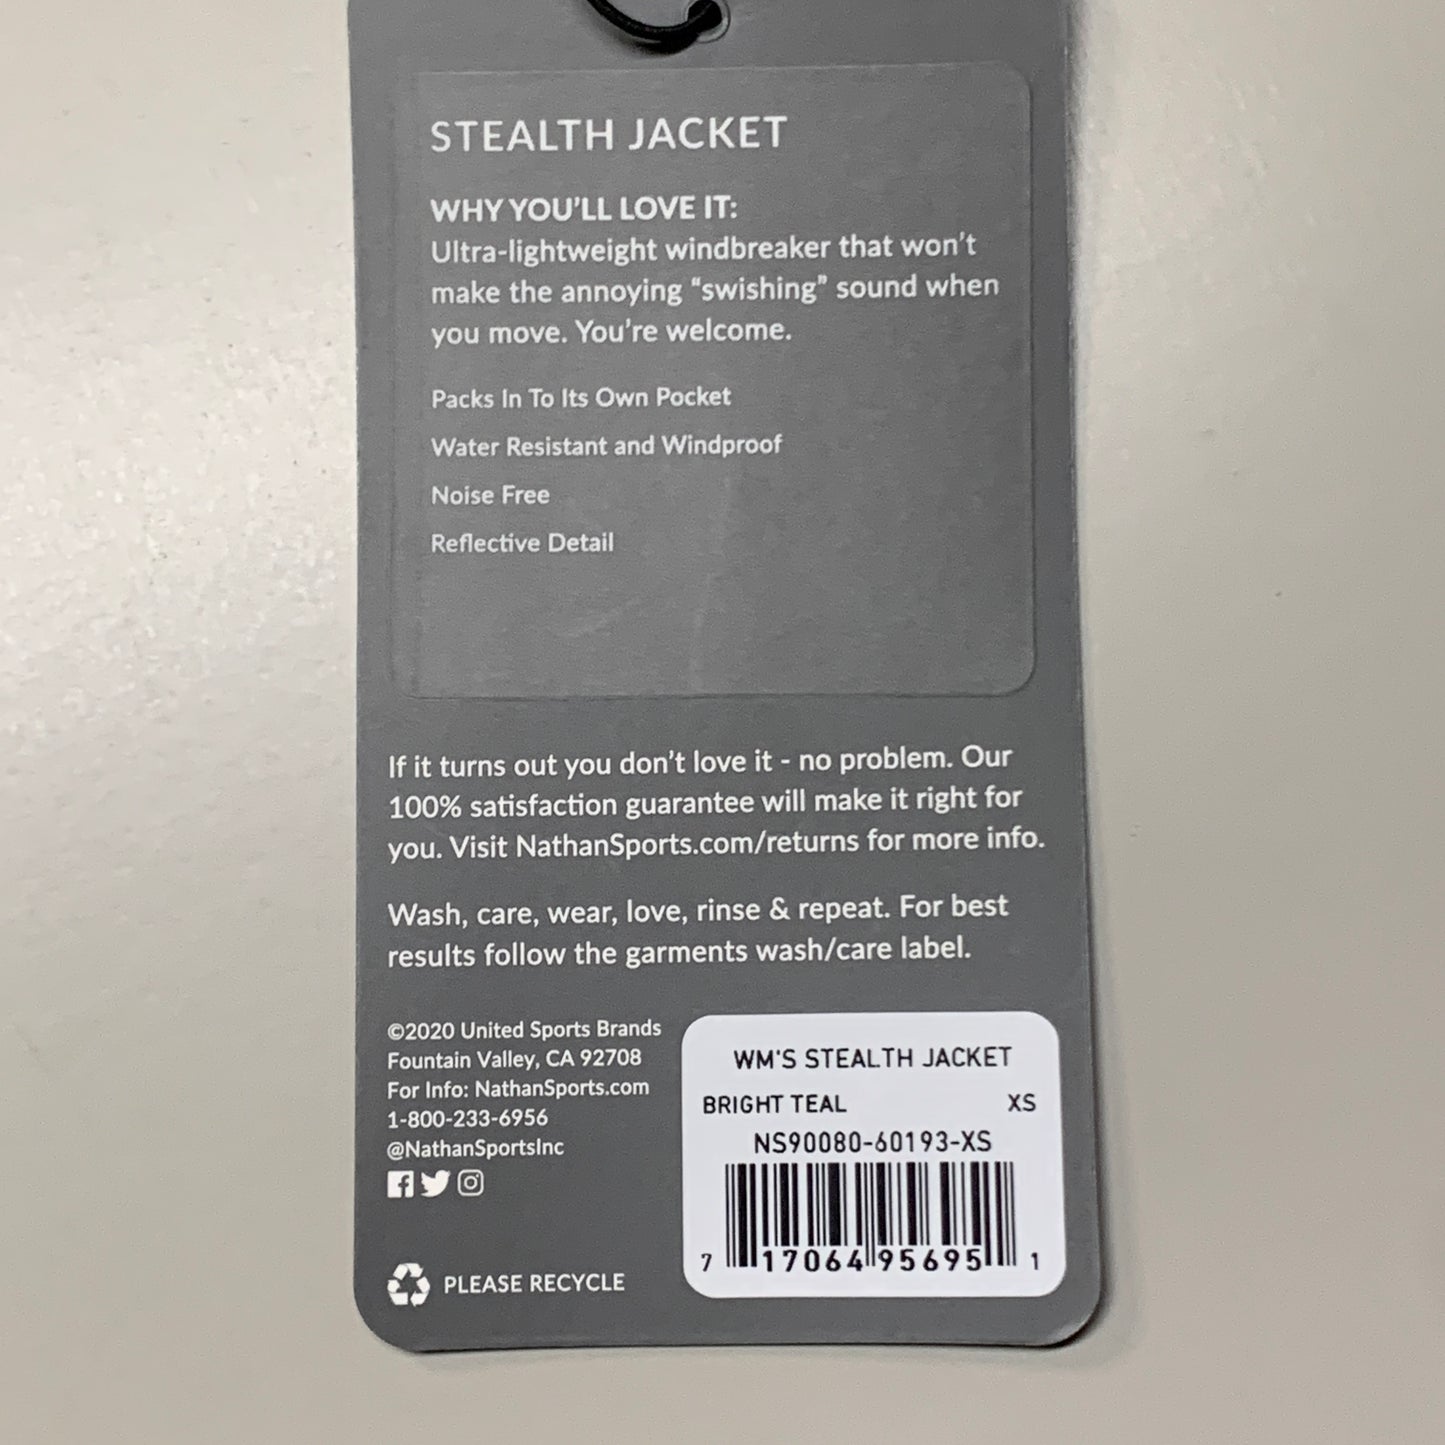 STEALTH JACKET
WHY YOU'LL LOVE IT:
Ultra-lightweight windbreaker that won't
make the annoying “swishing” sound when
you move. You're welcome.
Packs In To Its Own Pocket
Water Resistant and Windproof
Noise Free
Reflective Detail
If it turns out you don't love it - no problem. Our
100% satisfaction guarantee will make it right for
you. Visit NathanSports.com/returns for more info.
Wash, care, wear, love, rinse & repeat. For best
results follow the garments wash/care label.
©2020 United Sports Brands
Fountain Valley, CA 92708
For Info: NathanSports.com
1-800-233-6956
@NathanSportsInc
PLEASE RECYCLE
WM'S STEALTH JACKET
BRIGHT TEAL XS
NS90080-60193-XS
7 17064 95695 1